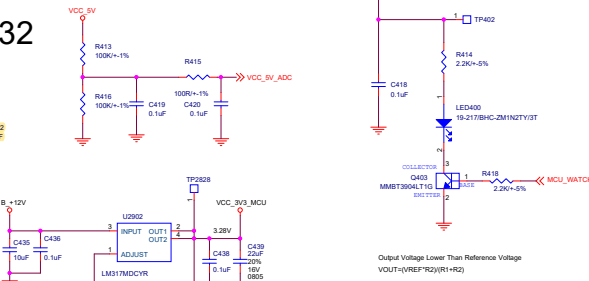 32
VCC_5V
R413
100K/+-1%
R415
100R/+-1%
VCC_5V_ADC
R416
100K/+-1%
C419
0.1uF
C420
0.1uF
1
TP402
R414
2.2K/+-5%
C418
0.1uF
1
LED400
19-217/BHC-ZM1N2TY/3T
2
COLLECTOR
3
Q403
MMBT3904LT1G
BASE
1
R418
2.2K/+-5%
MCU_WATCH
EMITTER
2
TP2828
1
B_+12V
VCC_3V3_MCU
U2902
3
INPUT
OUT1
2
OUT2
4
1
ADJUST
LM317MDCYR
3.28V
C435
10uF
C436
0.1uF
C438
0.1uF
C439
22uF
20%
16V
0805
Output Voltage Lower Than Reference Voltage
VOUT=(VREF*R2)/(R1+R2)